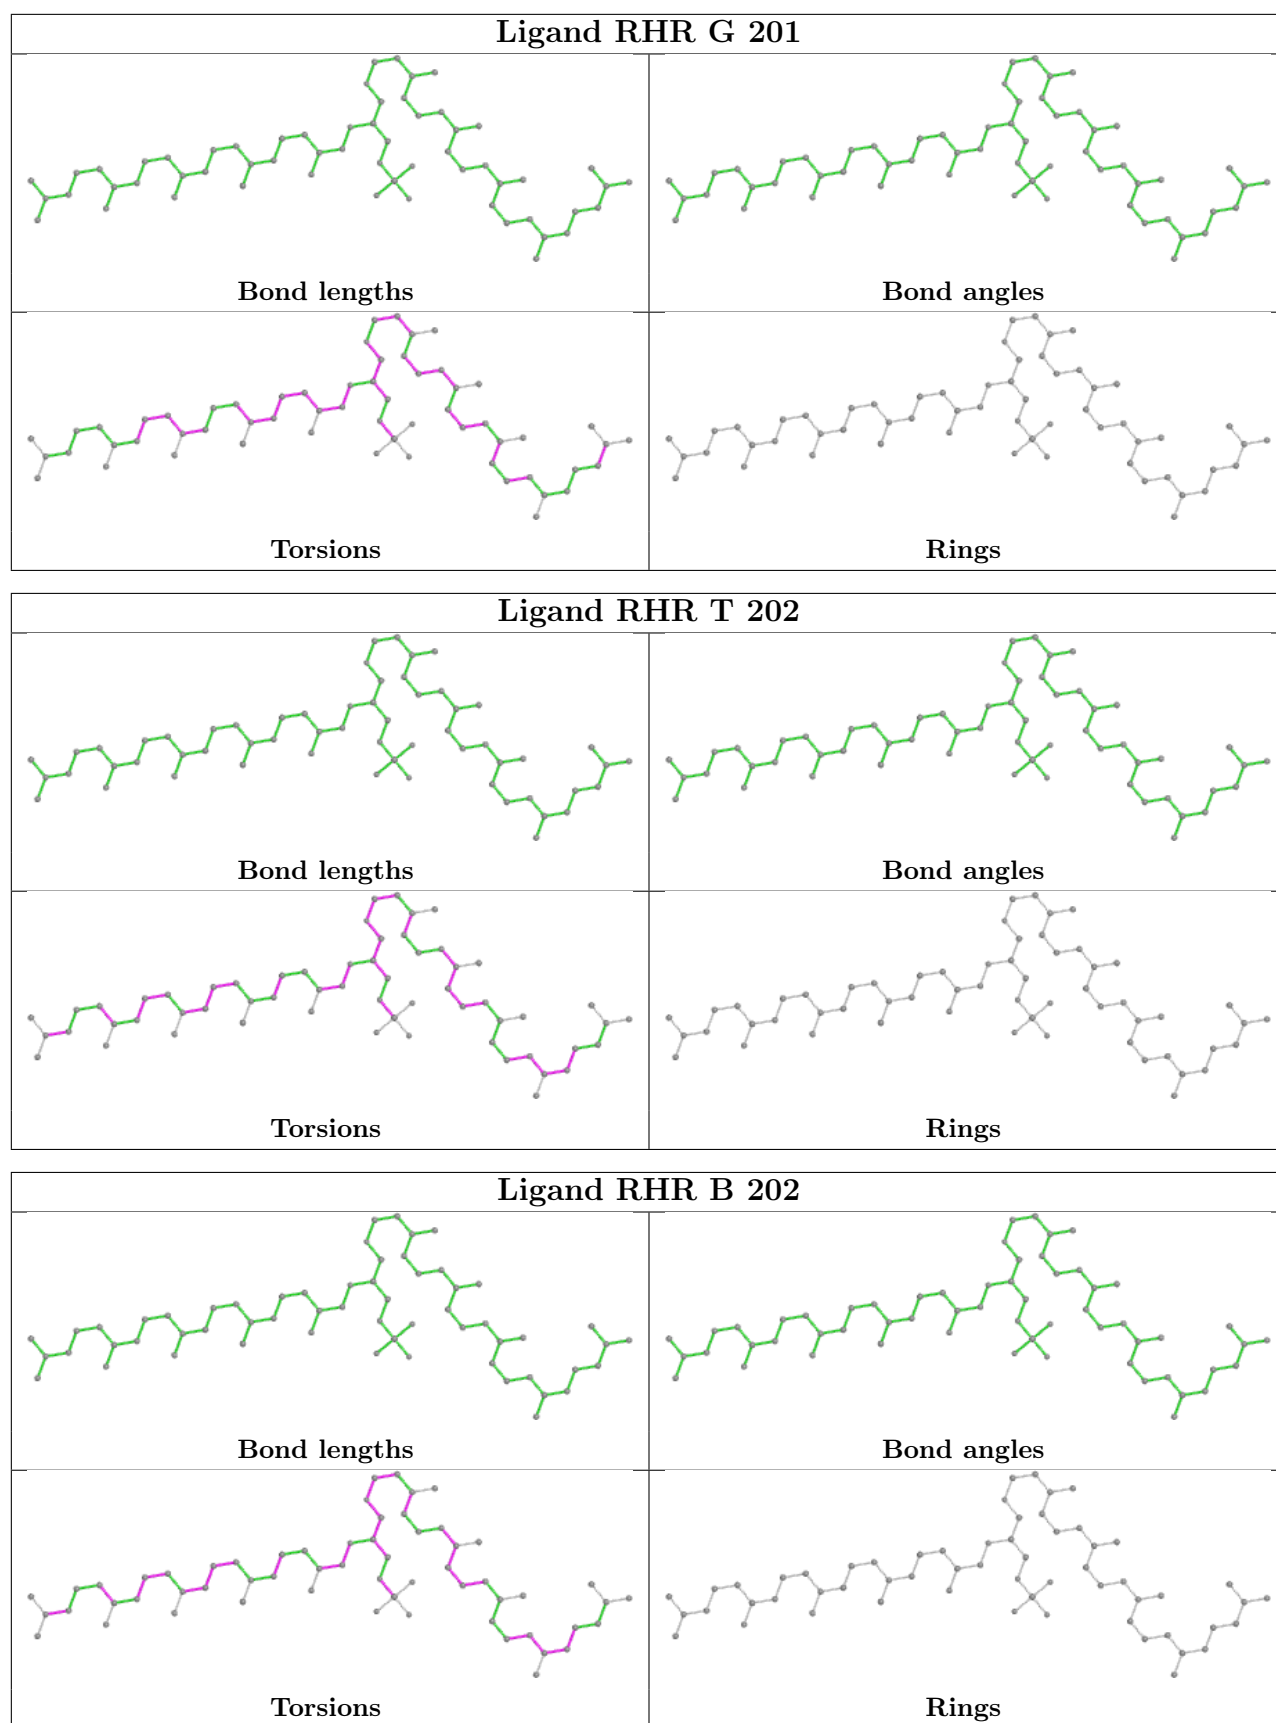 Ligand RHR G 201
Bond lengths
Bond angles
Torsions
Rings
Ligand RHR T 202
Bond lengths
Bond angles
Torsions
Rings
Ligand RHR B 202
Bond lengths
Bond angles
Torsions
Rings